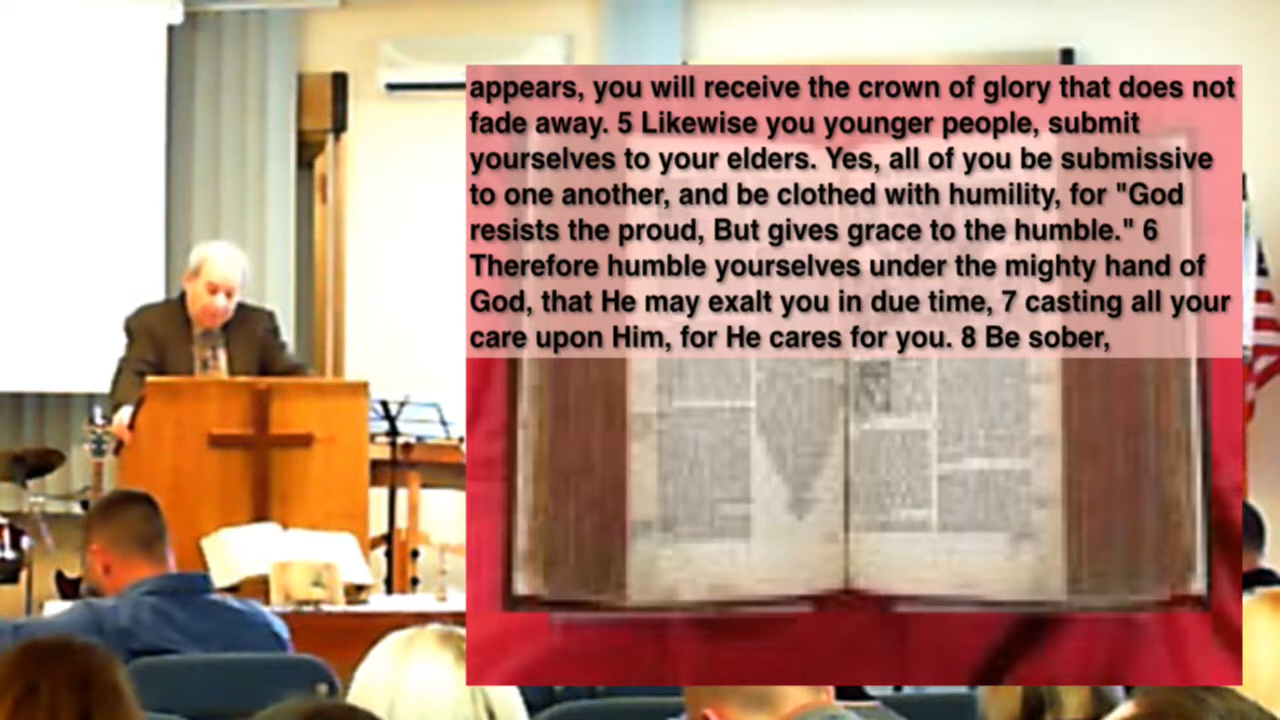 appears, you will receive the crown of glory that does not
fade away. 5 Likewise you younger people, submit
yourselves to your elders. Yes, all of you be submissive
to one another, and be clothed with humility, for "God
resists the proud, But gives grace to the humble." 6
Therefore humble yourselves under the mighty hand of
God, that He may exalt you in due time, 7 casting all your
care upon Him, for He cares for you. 8 Be sober,